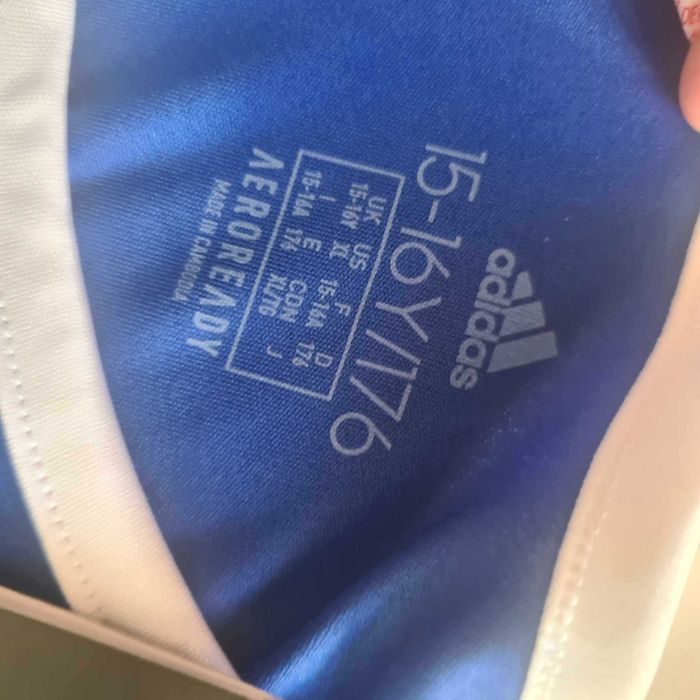 adidas
15-16Y/176
UK US F D
15-16Y XL 15-16A 176
I E CDN J
15-16A 176 XL/TG
AEROREADY
MADE IN CAMBODIA